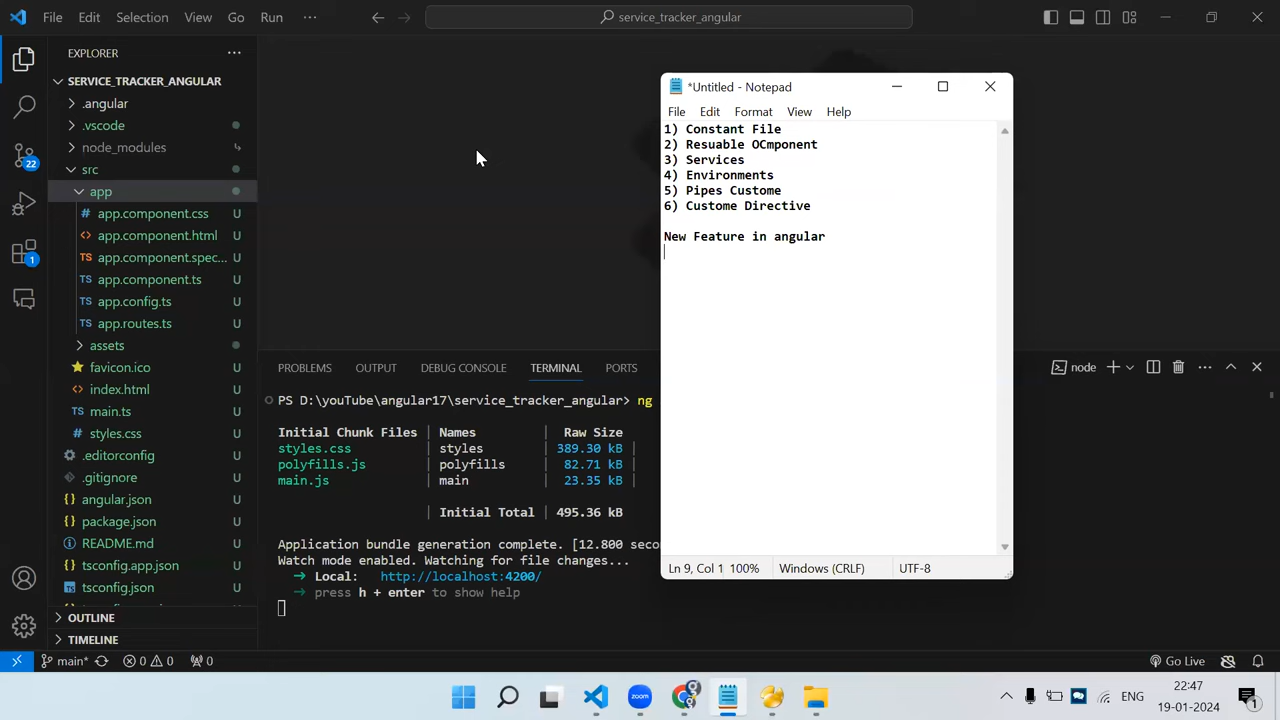 File Edit Selection View Go Run ···
service_tracker_angular
EXPLORER ···
SERVICE_TRACKER_ANGULAR
.angular
.vscode
node_modules
src
app
app.component.css U
app.component.html U
app.component.spec... U
app.component.ts U
app.config.ts U
app.routes.ts U
assets
favicon.ico U
index.html U
main.ts U
styles.css U
.editorconfig U
.gitignore U
angular.json U
package.json U
README.md U
tsconfig.app.json U
tsconfig.json U
OUTLINE
TIMELINE
22
1
*Untitled - Notepad
File Edit Format View Help
1) Constant File
2) Resuable OCmponent
3) Services
4) Environments
5) Pipes Custome
6) Custome Directive
New Feature in angular
Ln 9, Col 1 100% Windows (CRLF) UTF-8
PROBLEMS OUTPUT DEBUG CONSOLE TERMINAL PORTS
node
PS D:\youTube\angular17\service_tracker_angular> ng
Initial Chunk Files | Names | Raw Size
styles.css | styles | 389.30 kB |
polyfills.js | polyfills | 82.71 kB |
main.js | main | 23.35 kB |
| Initial Total | 495.36 kB
Application bundle generation complete. [12.800 seco
Watch mode enabled. Watching for file changes...
➜ Local: http://localhost:4200/
➜ press h + enter to show help
main* 0 0 0
Go Live
zoom
ENG
22:47
19-01-2024
1